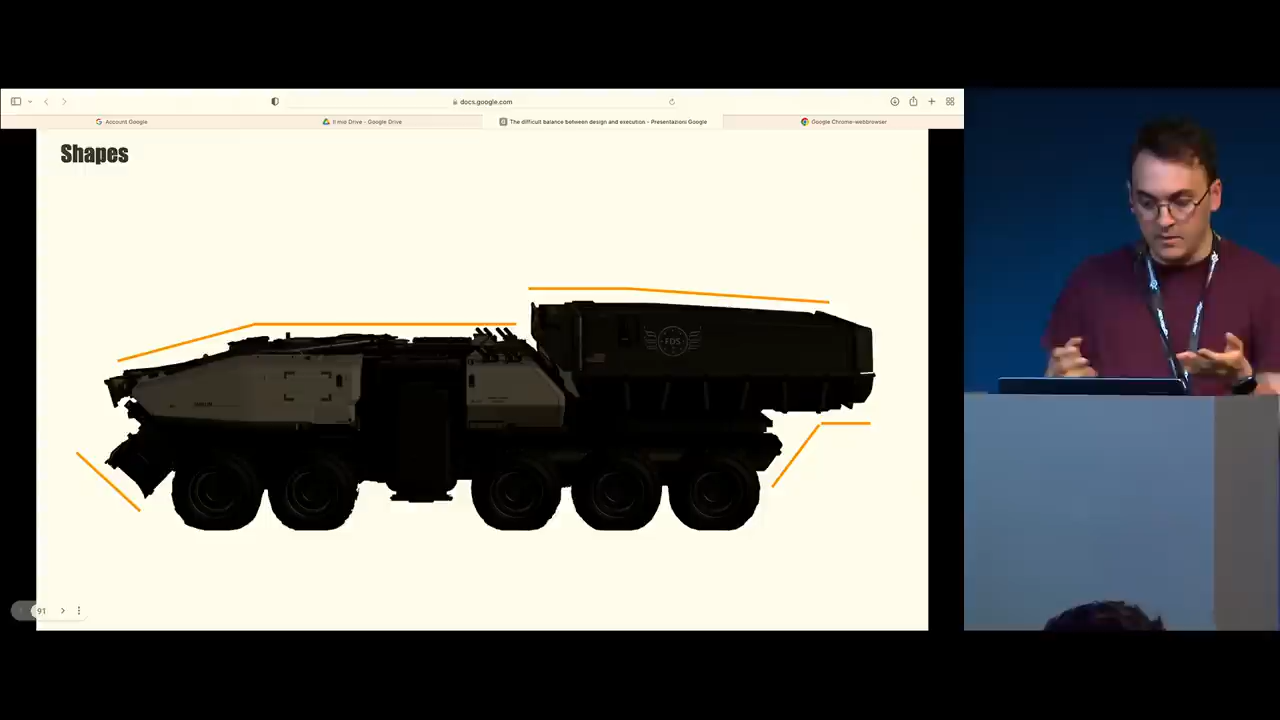 docs.google.com
Account Google
Il mio Drive - Google Drive
The difficult balance between design and execution - Presentazioni Google
Google Chrome-webbrowser
Shapes
FDS
91